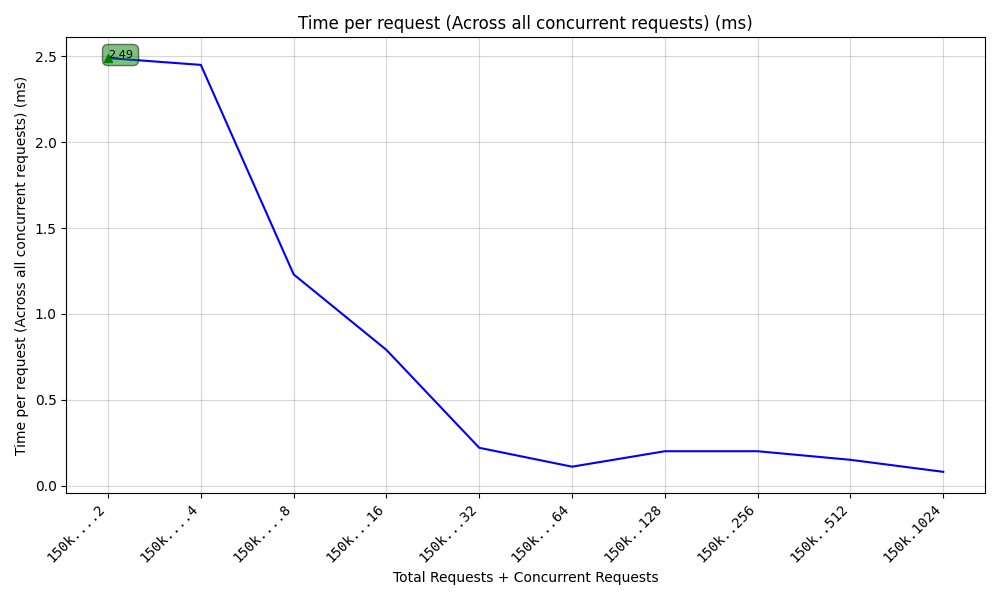 Time per request (Across all concurrent requests) (ms)
2.49
Time per request (Across all concurrent requests) (ms)
2.5
2.0
1.5
1.0
0.5
0.0
150k....2
150k....4
150k....8
150k...16
150k...32
150k...64
150k..128
150k..256
150k..512
150k.1024
Total Requests + Concurrent Requests